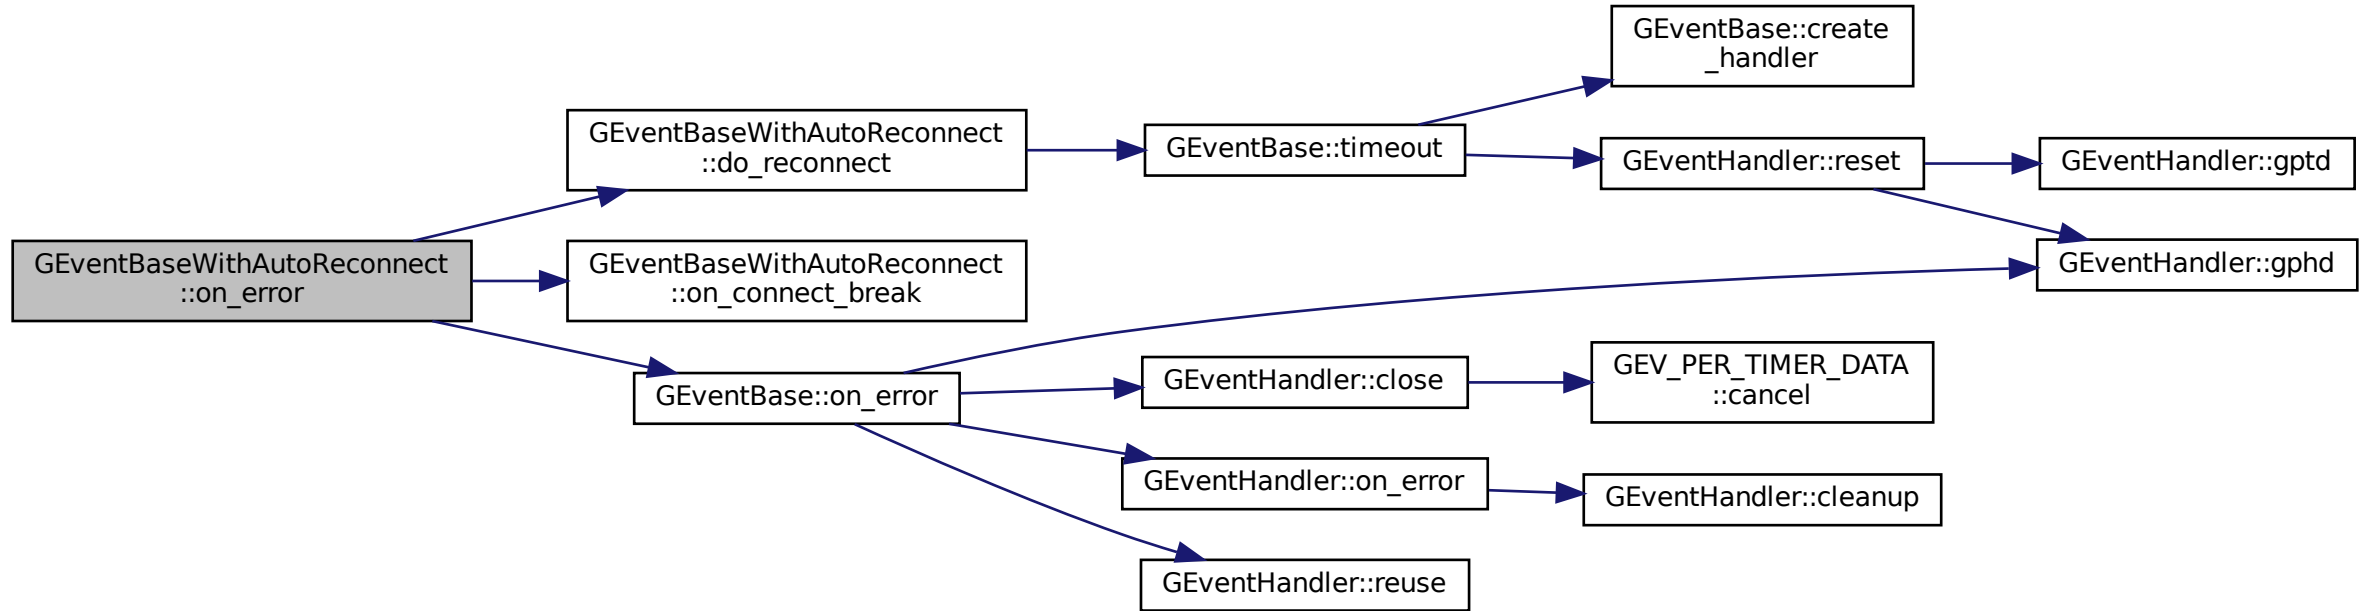 GEventBaseWithAutoReconnect
::on_error
GEventBaseWithAutoReconnect
::do_reconnect
GEventBaseWithAutoReconnect
::on_connect_break
GEventBase::on_error
GEventBase::timeout
GEventHandler::close
GEventHandler::on_error
GEventHandler::reuse
GEventBase::create
_handler
GEventHandler::reset
GEV_PER_TIMER_DATA
::cancel
GEventHandler::cleanup
GEventHandler::gptd
GEventHandler::gphd